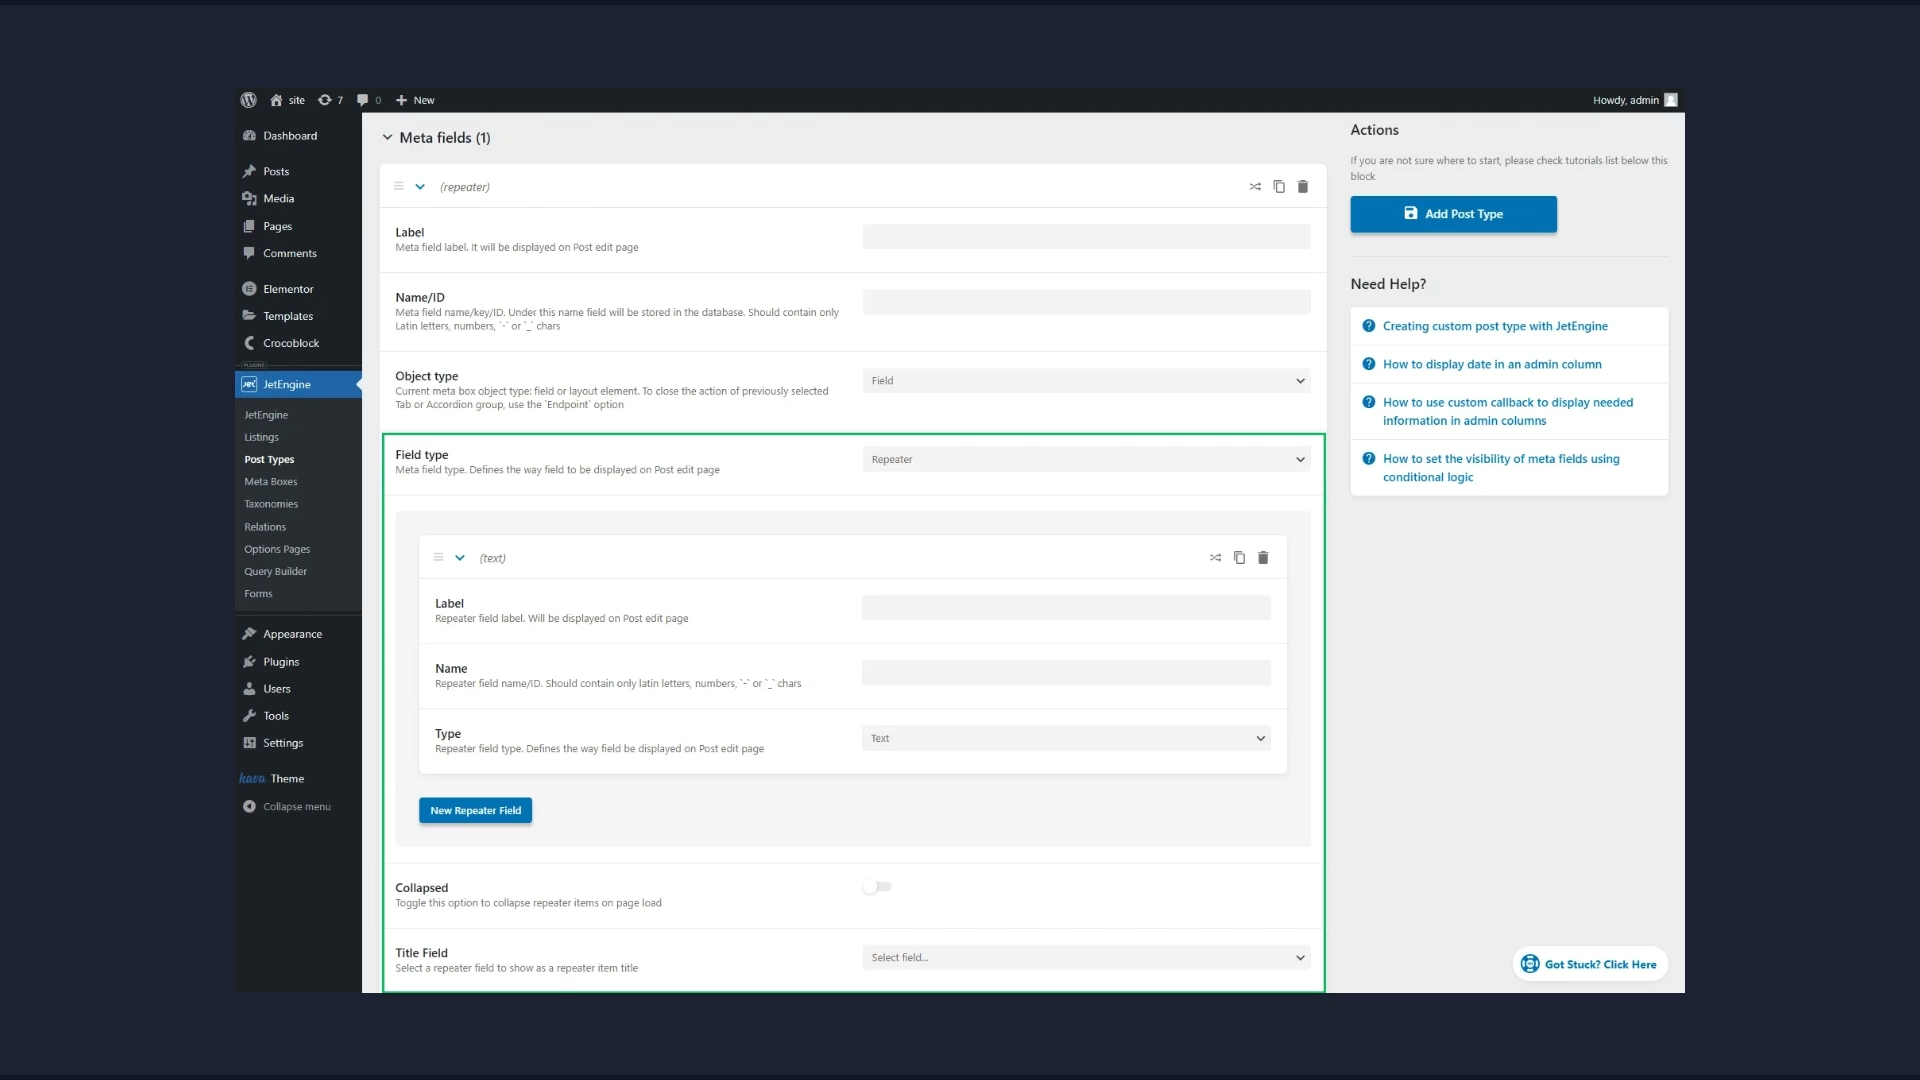 site
7
0
New
Howdy, admin
Dashboard
Posts
Media
Pages
Comments
Elementor
Templates
Crocoblock
PLUGINS
Jet JetEngine
JetEngine
Listings
Post Types
Meta Boxes
Taxonomies
Relations
Options Pages
Query Builder
Forms
Appearance
Plugins
Users
Tools
Settings
kava Theme
Collapse menu
Meta fields (1)
(repeater)
Label
Meta field label. It will be displayed on Post edit page
Name/ID
Meta field name/key/ID. Under this name field will be stored in the database. Should contain only
Latin letters, numbers, `-` or `_` chars
Object type
Current meta box object type: field or layout element. To close the action of previously selected
Tab or Accordion group, use the `Endpoint` option
Field
Field type
Meta field type. Defines the way field to be displayed on Post edit page
Repeater
(text)
Label
Repeater field label. Will be displayed on Post edit page
Name
Repeater field name/ID. Should contain only latin letters, numbers, `-` or `_` chars
Type
Repeater field type. Defines the way field be displayed on Post edit page
Text
New Repeater Field
Collapsed
Toggle this option to collapse repeater items on page load
Title Field
Select a repeater field to show as a repeater item title
Select field...
Actions
If you are not sure where to start, please check tutorials list below this
block
Add Post Type
Need Help?
Creating custom post type with JetEngine
How to display date in an admin column
How to use custom callback to display needed
information in admin columns
How to set the visibility of meta fields using
conditional logic
Got Stuck? Click Here